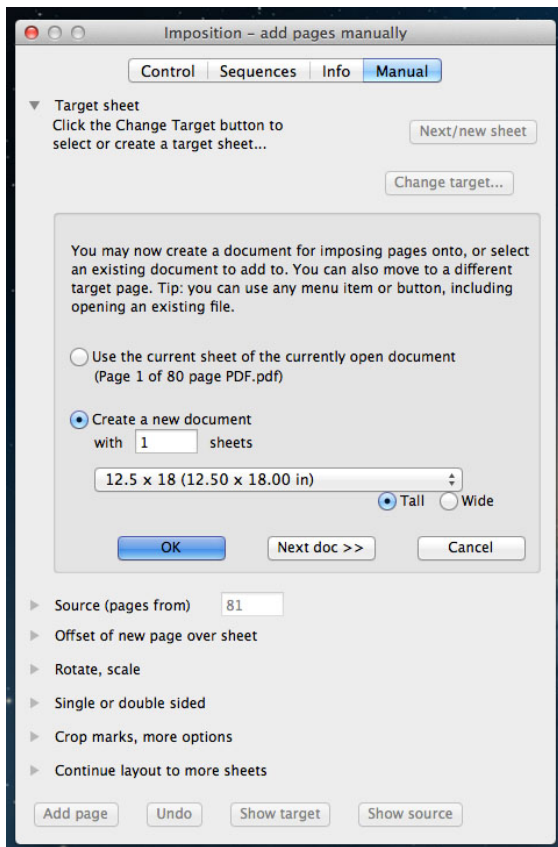 Imposition – add pages manually
Control Sequences Info Manual
Target sheet
Click the Change Target button to
select or create a target sheet...
Next/new sheet
Change target...
You may now create a document for imposing pages onto, or select
an existing document to add to. You can also move to a different
target page. Tip: you can use any menu item or button, including
opening an existing file.
Use the current sheet of the currently open document
(Page 1 of 80 page PDF.pdf)
Create a new document
with 1 sheets
12.5 x 18 (12.50 x 18.00 in)
Tall Wide
OK Next doc >> Cancel
Source (pages from) 81
Offset of new page over sheet
Rotate, scale
Single or double sided
Crop marks, more options
Continue layout to more sheets
Add page Undo Show target Show source